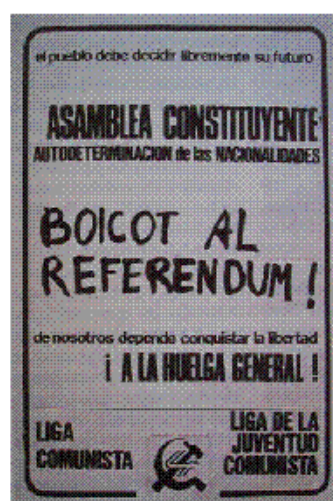 el pueblo debe decidir libremente su futuro
ASAMBLEA CONSTITUYENTE
AUTODETERMINACION de las NACIONALIDADES
BOICOT AL
REFERENDUM!
de nosotros depende conquistar la libertad
¡ A LA HUELGA GENERAL !
LIGA
COMUNISTA
LIGA DE LA
JUVENTUD
COMUNISTA